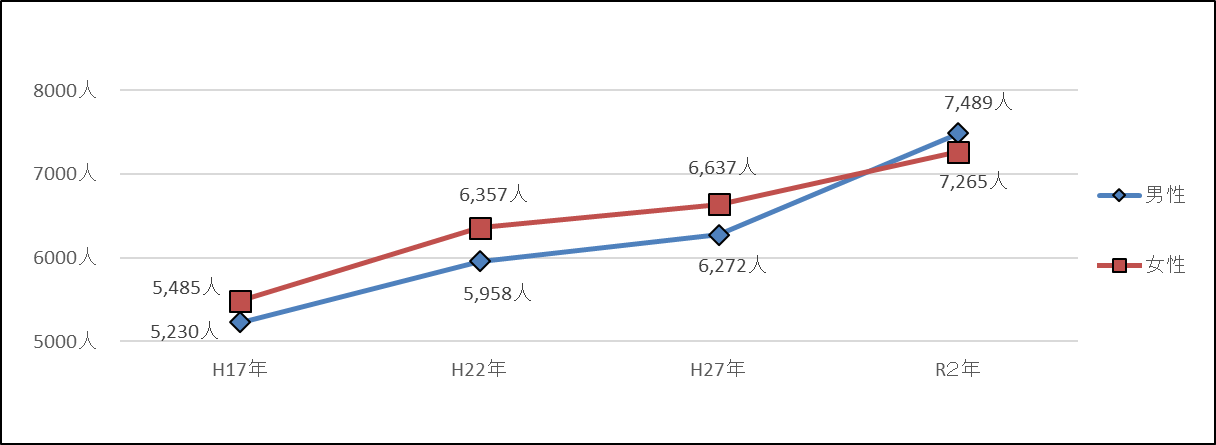 8000人
7000人
6000人
5000人
5,485人
5,230人
6,357人
5,958人
6,637人
6,272人
7,489人
7,265人
H17年
H22年
H27年
R２年
男性
女性